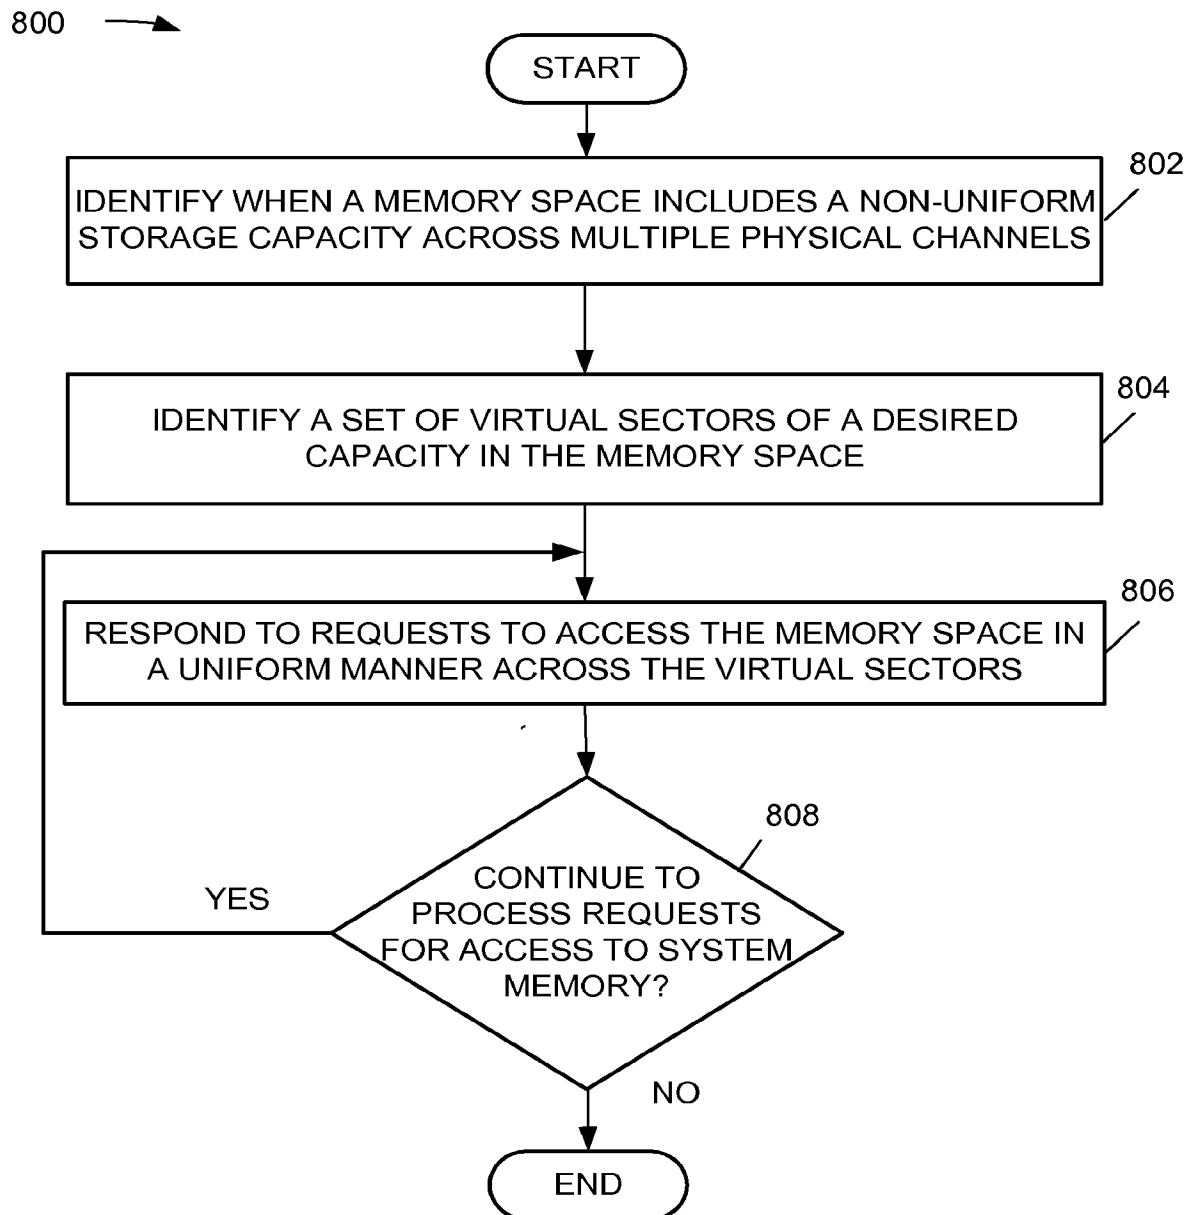 800
START
802
IDENTIFY WHEN A MEMORY SPACE INCLUDES A NON-UNIFORM
STORAGE CAPACITY ACROSS MULTIPLE PHYSICAL CHANNELS
804
IDENTIFY A SET OF VIRTUAL SECTORS OF A DESIRED
CAPACITY IN THE MEMORY SPACE
806
RESPOND TO REQUESTS TO ACCESS THE MEMORY SPACE IN
A UNIFORM MANNER ACROSS THE VIRTUAL SECTORS
808
CONTINUE TO
PROCESS REQUESTS
FOR ACCESS TO SYSTEM
MEMORY?
YES
NO
END